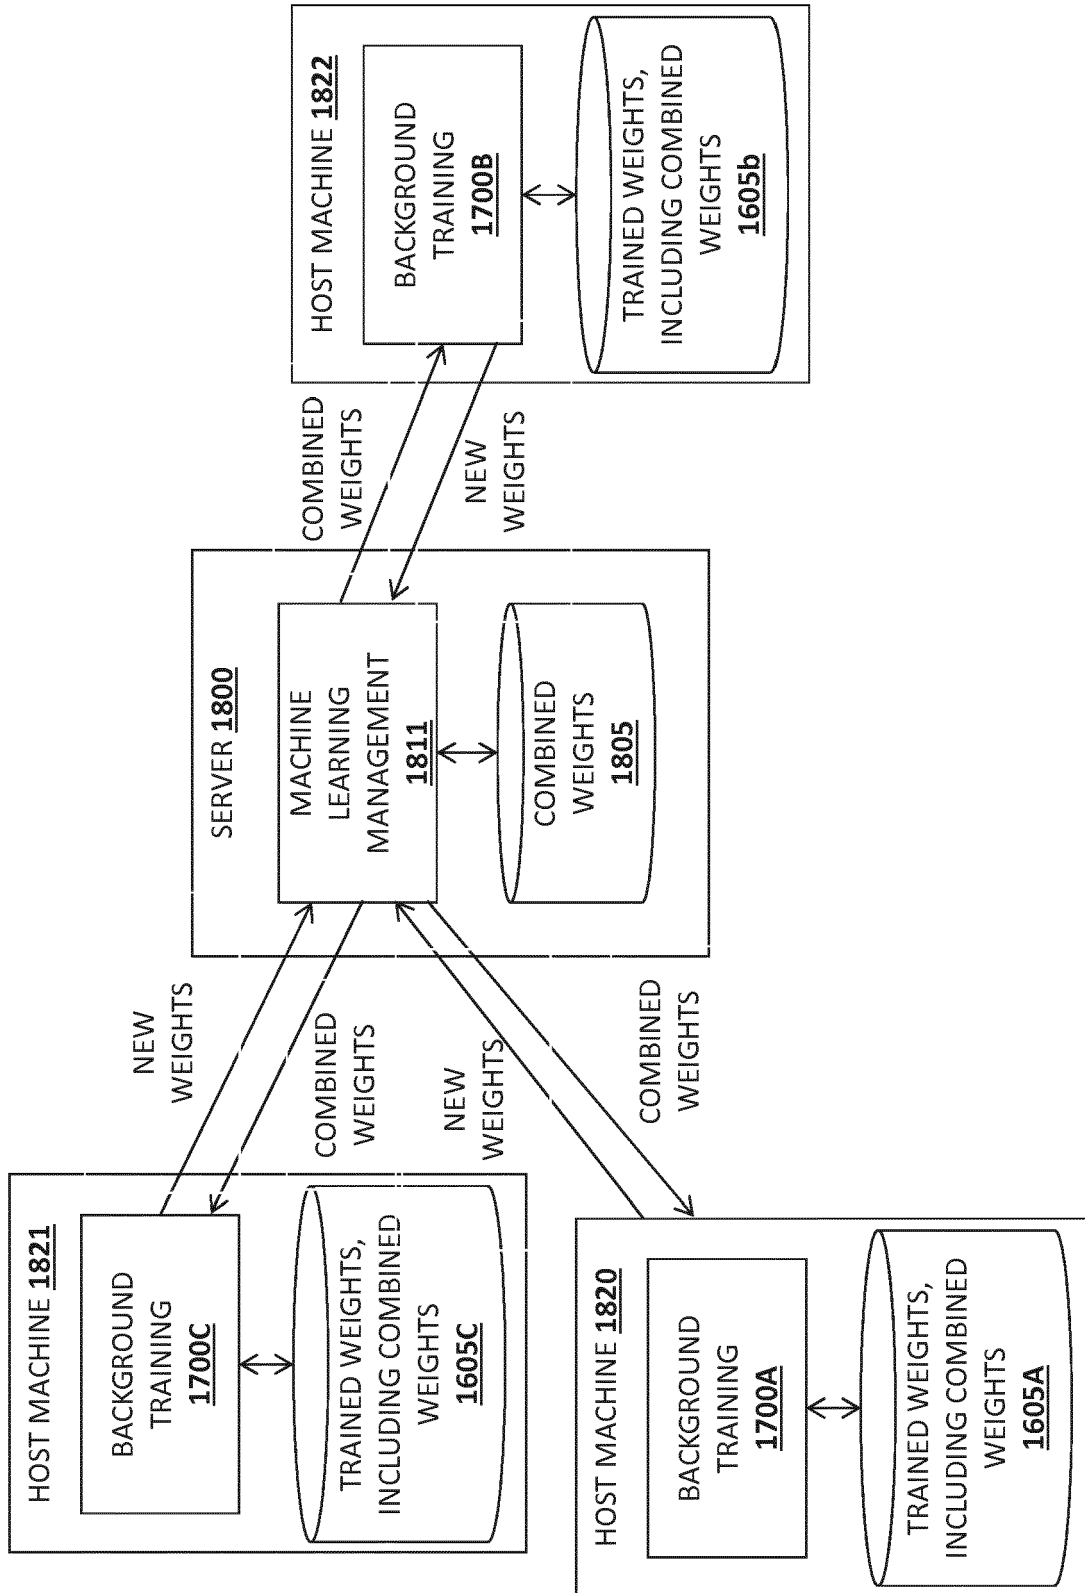 HOST MACHINE 1821
BACKGROUND
TRAINING
1700C
TRAINED WEIGHTS,
INCLUDING COMBINED
WEIGHTS
1605C
NEW
WEIGHTS
COMBINED
WEIGHTS
HOST MACHINE 1820
BACKGROUND
TRAINING
1700A
TRAINED WEIGHTS,
INCLUDING COMBINED
WEIGHTS
1605A
NEW
WEIGHTS
COMBINED
WEIGHTS
SERVER 1800
MACHINE
LEARNING
MANAGEMENT
1811
COMBINED
WEIGHTS
1805
COMBINED
WEIGHTS
NEW
WEIGHTS
HOST MACHINE 1822
BACKGROUND
TRAINING
1700B
TRAINED WEIGHTS,
INCLUDING COMBINED
WEIGHTS
1605b